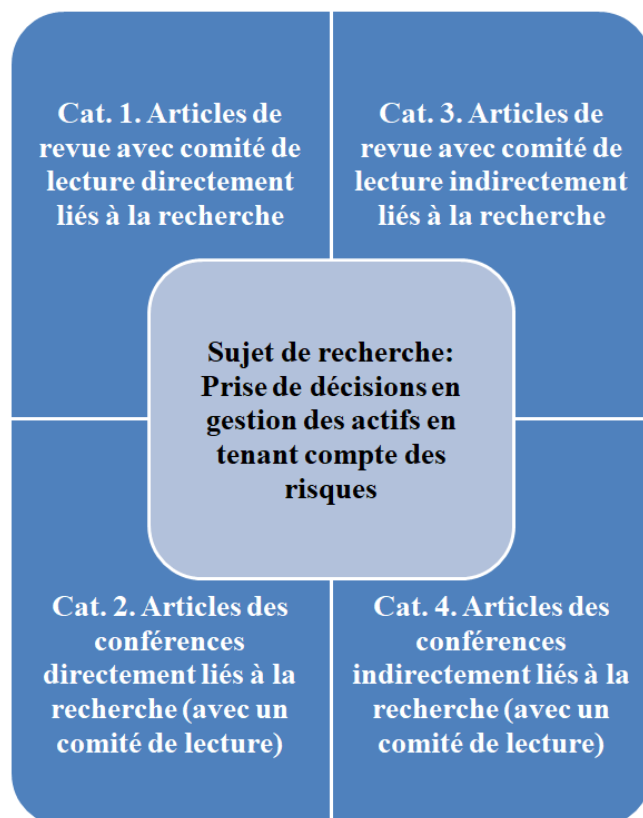 Cat. 1. Articles de
revue avec comité de
lecture directement
liés à la recherche
Cat. 3. Articles de
revue avec comité de
lecture indirectement
liés à la recherche
Sujet de recherche:
Prise de décisions en
gestion des actifs en
tenant compte des
risques
Cat. 2. Articles des
conférences
directement liés à la
recherche (avec un
comité de lecture)
Cat. 4. Articles des
conférences
indirectement liés à la
recherche (avec un
comité de lecture)